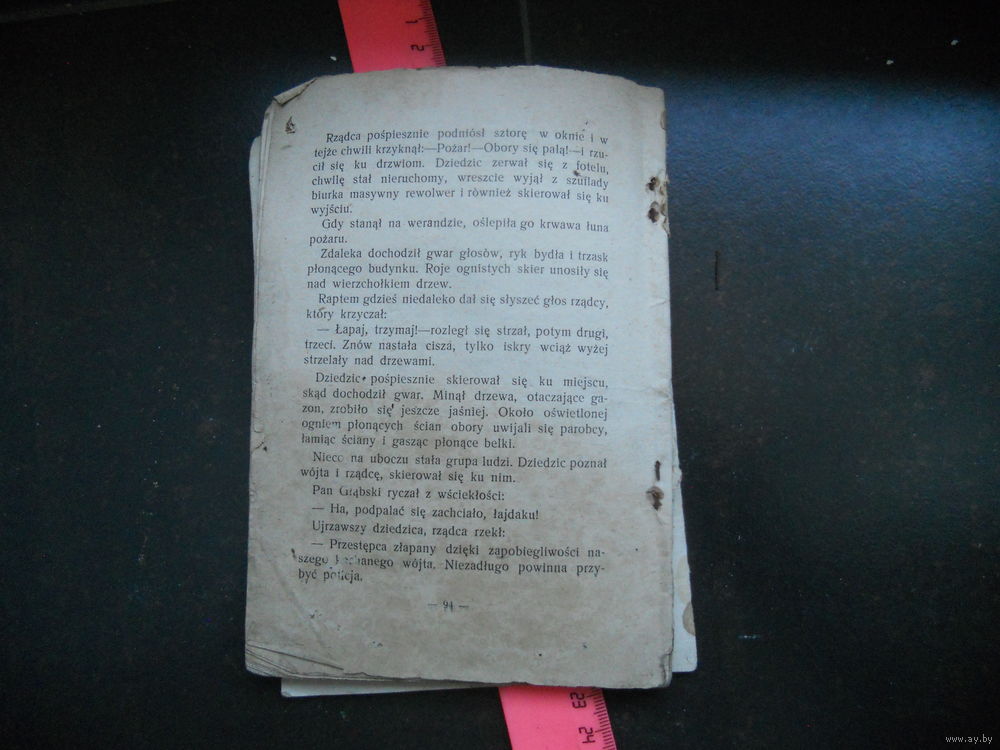 1
2
Rządca pośpiesznie podniósł sztorę w oknie i w
tejże chwili krzyknął:—Pożar!—Obory się palą!—i rzu-
cił się ku drzwiom. Dziedzic zerwał się z fotelu,
chwilę stał nieruchomy, wreszcie wyjął z szuflady
biurka masywny rewolwer i również skierował się ku
wyjściu.
Gdy stanął na werandzie, oślepiła go krwawa łuna
pożaru.
Zdaleka dochodził gwar głosów, ryk bydła i trzask
płonącego budynku. Roje ognistych skier unosiły się
nad wierzchołkiem drzew.
Raptem gdzieś niedaleko dał się słyszeć głos rządcy,
który krzyczał:
— Łapaj, trzymaj!—rozległ się strzał, potym drugi,
trzeci. Znów nastała cisza, tylko iskry wciąż wyżej
strzelały nad drzewami.
Dziedzic pośpiesznie skierował się ku miejscu,
skąd dochodził gwar. Minął drzewa, otaczające ga-
zon, zrobiło się jeszcze jaśniej. Około oświetlonej
ogniem płonących ścian obory uwijali się parobcy,
łamiąc ściany i gasząc płonące belki.
Nieco na uboczu stała grupa ludzi. Dziedzic poznał
wójta i rządcę, skierował się ku nim.
Pan Grąbski ryczał z wściekłości:
— Ha, podpalać się zachciało, łajdaku!
Ujrzawszy dziedzica, rządca rzekł:
— Przestępca złapany dzięki zapobiegliwości na-
szego kochanego wójta. Niezadługo powinna przy-
być policja.
— 91 —
23
24
www.ay.by